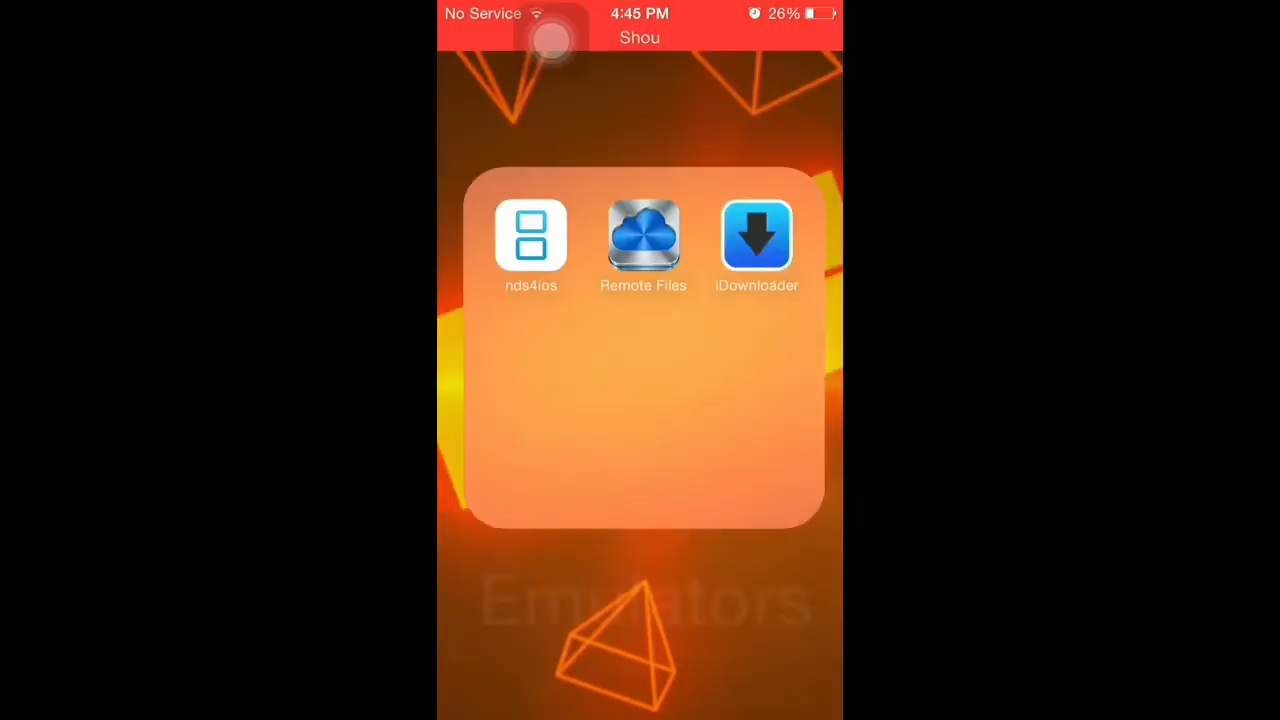 No Service 4:45 PM 26%
Shou
nds4ios Remote Files iDownloader
Emulators